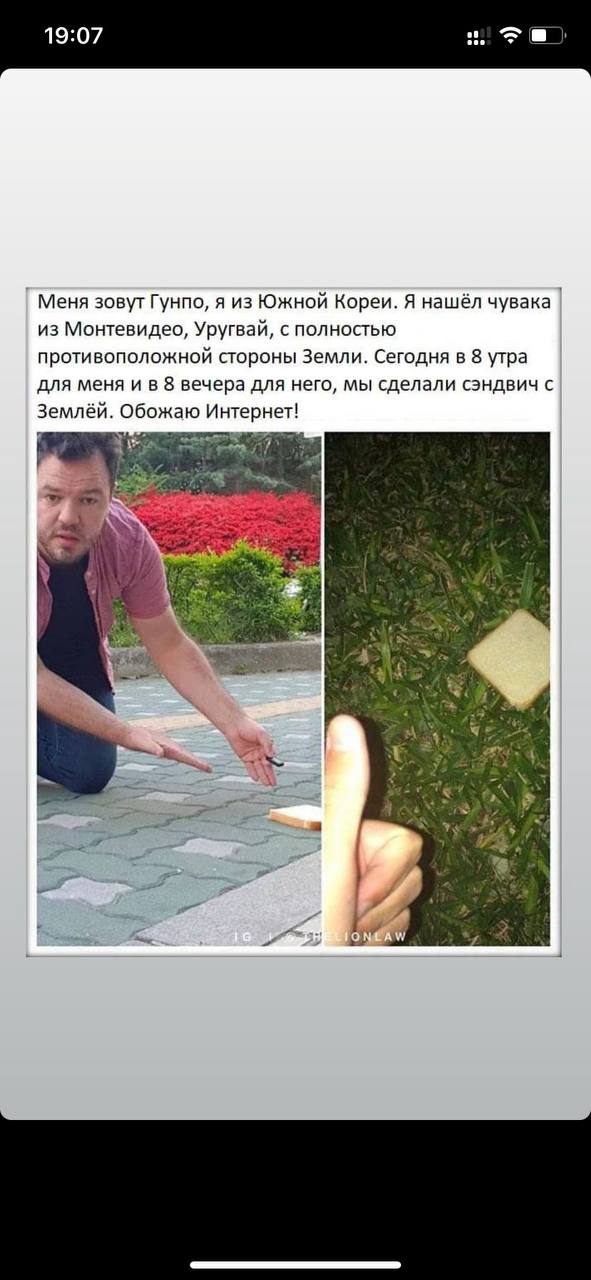 19:07
Меня зовут Гунпо, я из Южной Кореи. Я нашёл чувака
из Монтевидео, Уругвай, с полностью
противоположной стороны Земли. Сегодня в 8 утра
для меня и в 8 вечера для него, мы сделали сэндвич с
Землёй. Обожаю Интернет!
IG THELIONLAW